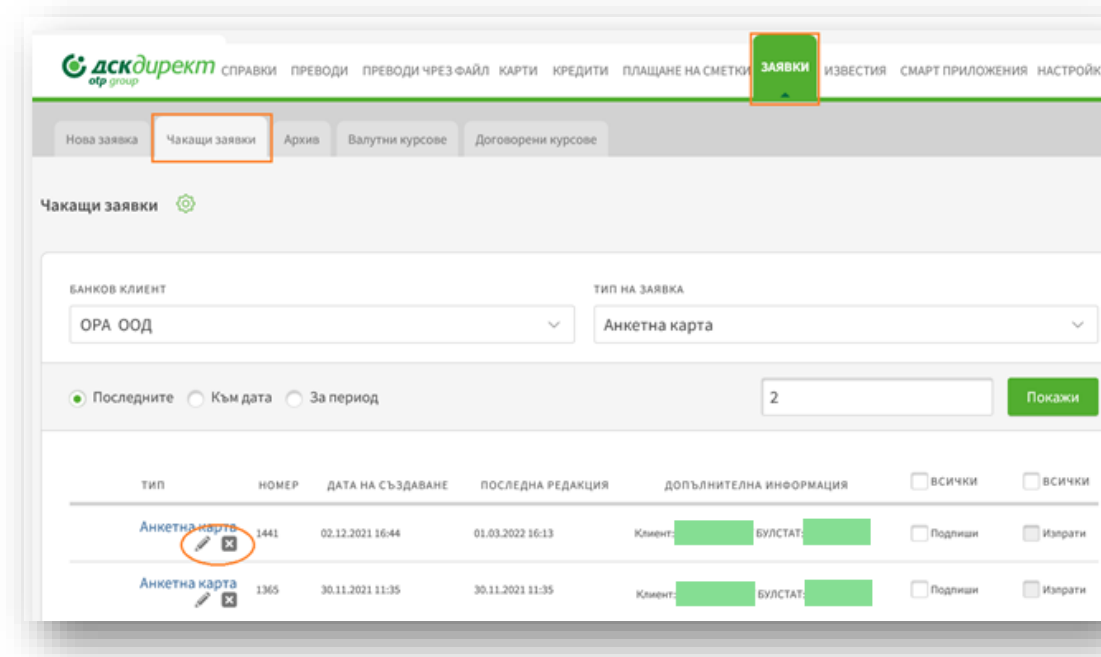 дскдирект СПРАВКИ ПРЕВОДИ ПРЕВОДИ ЧРЕЗ ФАЙЛ КАРТИ КРЕДИТИ ПЛАЩАНЕ НА СМЕТКИ ЗАЯВКИ ИЗВЕСТИЯ СМАРТ ПРИЛОЖЕНИЯ НАСТРОЙК
otp group
Нова заявка Чакащи заявки Архив Валутни курсове Договорени курсове
Чакащи заявки
БАНКОВ КЛИЕНТ ТИП НА ЗАЯВКА
ОРА ООД Анкетна карта
Последните Към дата За период 2 Покажи
ТИП НОМЕР ДАТА НА СЪЗДАВАНЕ ПОСЛЕДНА РЕДАКЦИЯ ДОПЪЛНИТЕЛНА ИНФОРМАЦИЯ ВСИЧКИ ВСИЧКИ
Анкетна карта 1441 02.12.2021 16:44 01.03.2022 16:13 Клиент: БУЛСТАТ: Подпиши Изпрати
Анкетна карта 1365 30.11.2021 11:35 30.11.2021 11:35 Клиент: БУЛСТАТ: Подпиши Изпрати